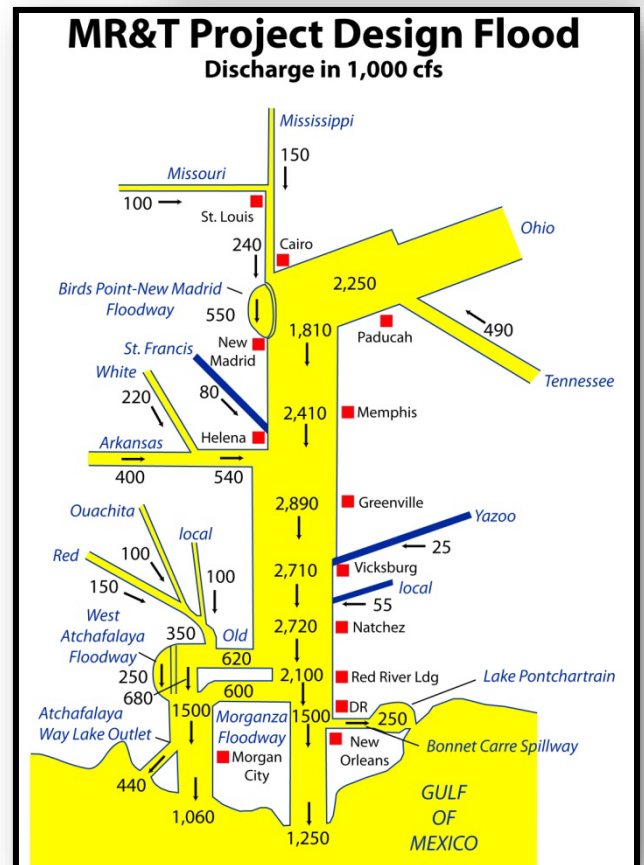 MR&T Project Design Flood
Discharge in 1,000 cfs
Mississippi
150
Missouri
100
St. Louis
Ohio
240
Cairo
2,250
Birds Point-New Madrid
Floodway
550
1,810
490
Paducah
New
Madrid
St. Francis
White
Tennessee
220
80
2,410
Memphis
Helena
Arkansas
400
540
2,890
Greenville
Ouachita
Yazoo
local
25
Red
100
2,710
Vicksburg
150
100
local
55
West
Atchafalaya
Floodway
350
Old
2,720
Natchez
620
250
2,100
Red River Ldg
Lake Pontchartrain
680
600
DR
1500
Morganza
Floodway
1500
250
Atchafalaya
Way Lake Outlet
Bonnet Carre Spillway
Morgan
City
New
Orleans
440
GULF
OF
MEXICO
1,060
1,250